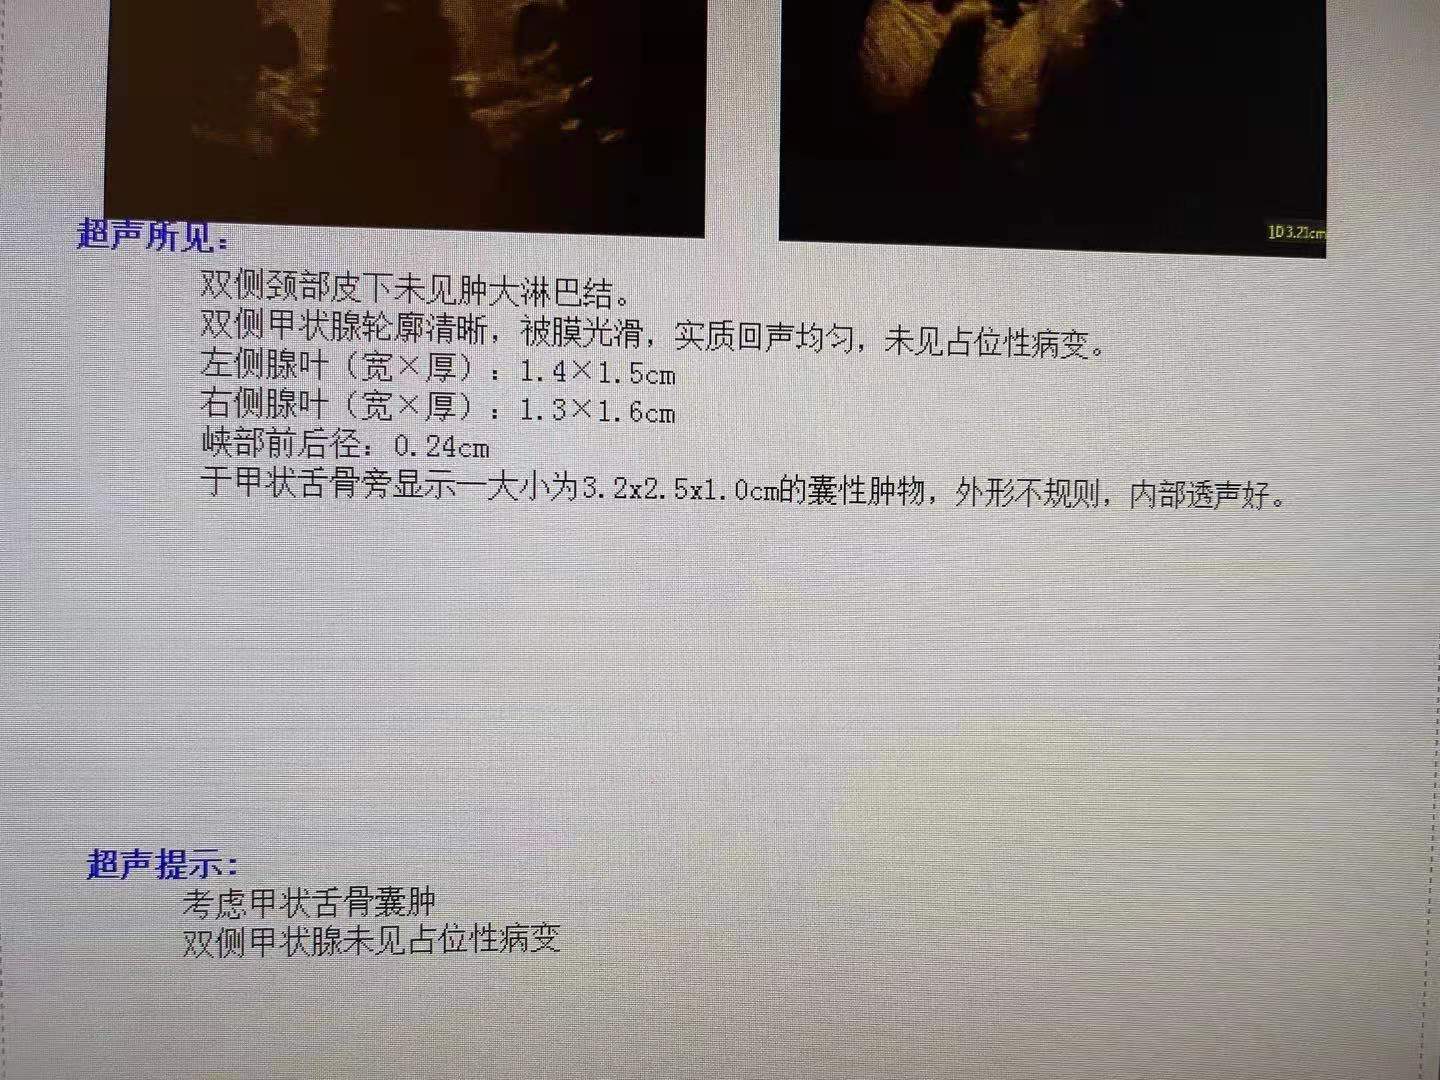 1D 3.21cm
超声所见：
双侧颈部皮下未见肿大淋巴结。
双侧甲状腺轮廓清晰，被膜光滑，实质回声均匀，未见占位性病变。
左侧腺叶（宽×厚）：1.4×1.5cm
右侧腺叶（宽×厚）：1.3×1.6cm
峡部前后径：0.24cm
于甲状舌骨旁显示一大小为3.2x2.5x1.0cm的囊性肿物，外形不规则，内部透声好。
超声提示：
考虑甲状舌骨囊肿
双侧甲状腺未见占位性病变